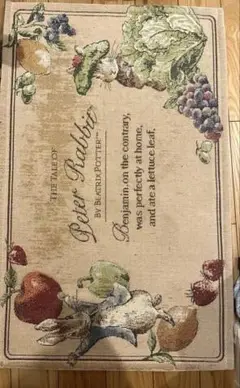 THE TALE OF
Peter Rabbit
BY BEATRIX POTTER™
Benjamin, on the contrary,
was perfectly at home,
and ate a lettuce leaf.